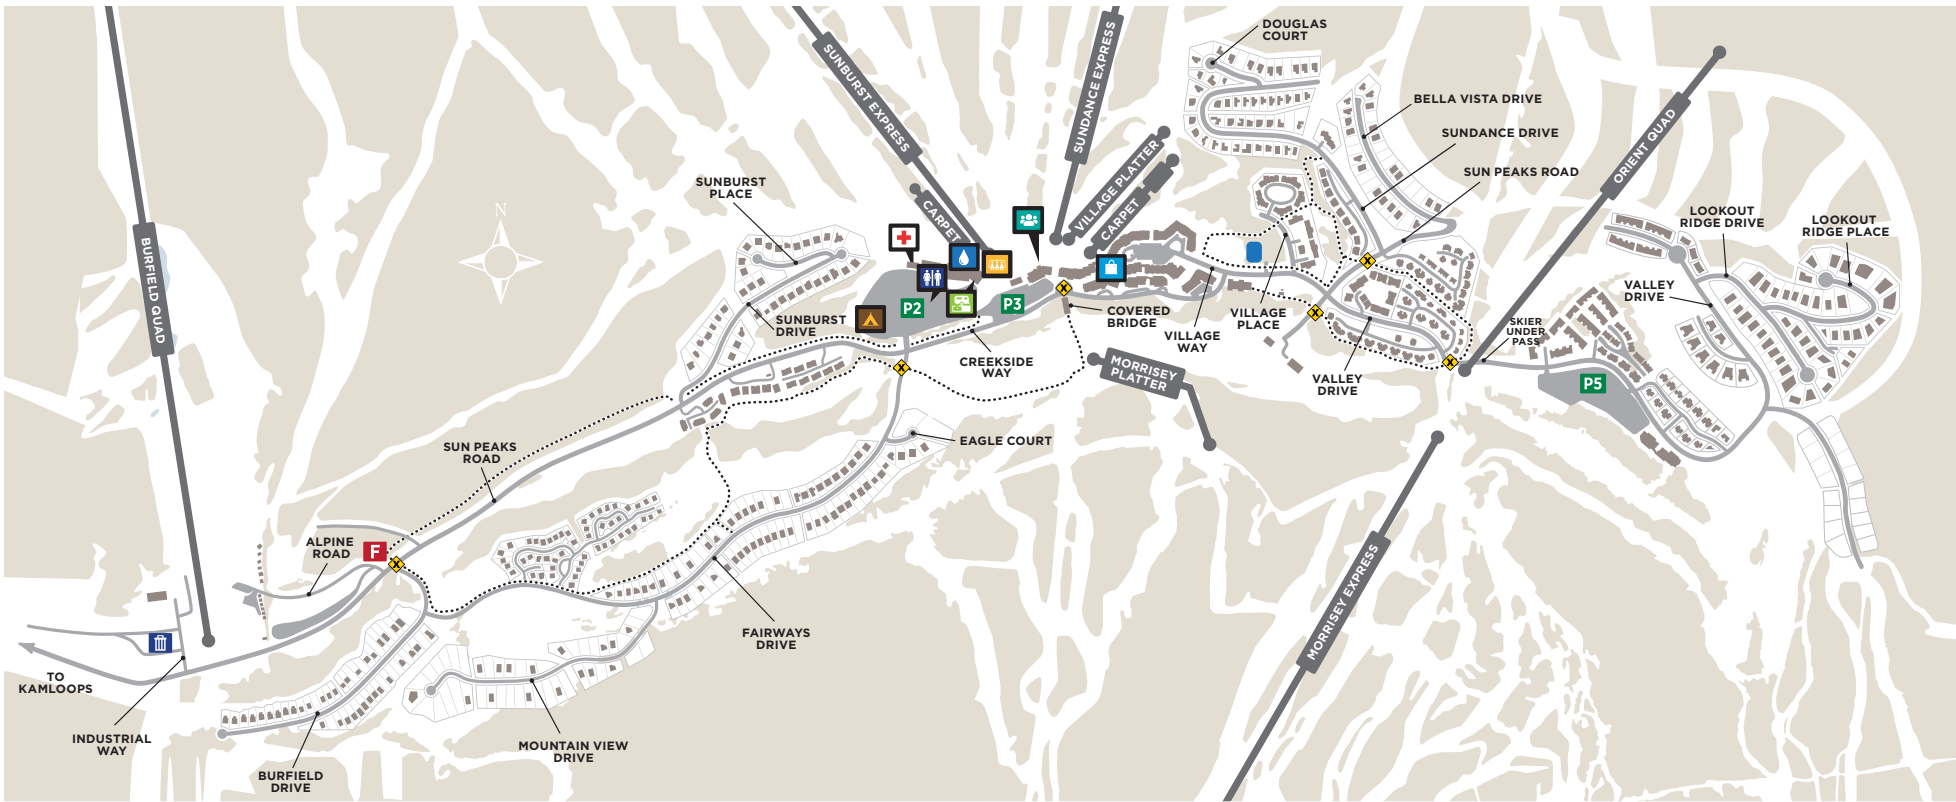 DOUGLAS
COURT
BELLA VISTA DRIVE
SUNDANCE DRIVE
SUN PEAKS ROAD
ORIENT QUAD
LOOKOUT
RIDGE DRIVE
LOOKOUT
RIDGE PLACE
SUNBURST EXPRESS
SUNDANCE EXPRESS
VILLAGE PLATTER
CARPET
CARPET
SUNBURST
PLACE
N
BURFIELD QUAD
P2
P3
SUNBURST
DRIVE
CREEKSIDE
WAY
COVERED
BRIDGE
VILLAGE
WAY
VILLAGE
PLACE
VALLEY
DRIVE
VALLEY
DRIVE
SKIER
UNDER
PASS
P5
MORRISEY
PLATTER
X
X
X
X
X
X
EAGLE COURT
SUN PEAKS
ROAD
ALPINE
ROAD
F
MORRISEY EXPRESS
FAIRWAYS
DRIVE
TO
KAMLOOPS
INDUSTRIAL
WAY
MOUNTAIN VIEW
DRIVE
BURFIELD
DRIVE